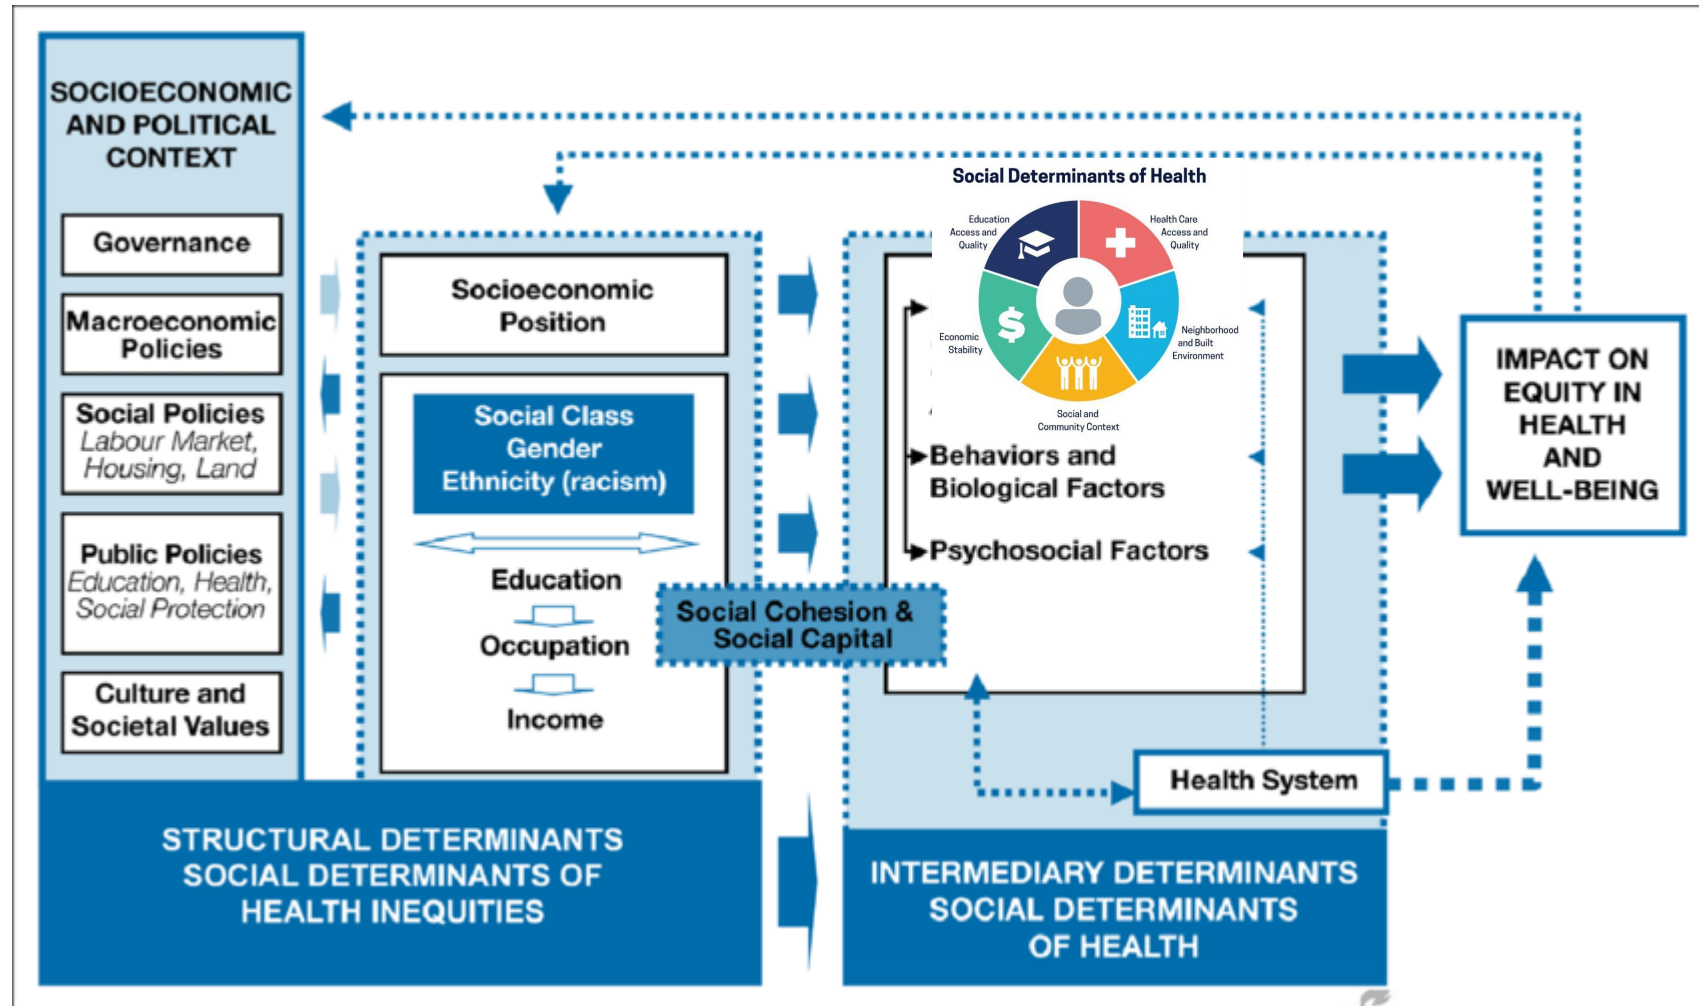 SOCIOECONOMIC
AND POLITICAL
CONTEXT
Governance
Macroeconomic
Policies
Social Policies
Labour Market,
Housing, Land
Public Policies
Education, Health,
Social Protection
Culture and
Societal Values
Socioeconomic
Position
Social Class
Gender
Ethnicity (racism)
Education
Occupation
Income
Social Cohesion &
Social Capital
Social Determinants of Health
Education
Access and
Quality
Health Care
Access and
Quality
Economic
Stability
Neighborhood
and Built
Environment
Social and
Community Context
Behaviors and
Biological Factors
Psychosocial Factors
Health System
IMPACT ON
EQUITY IN
HEALTH
AND
WELL-BEING
STRUCTURAL DETERMINANTS
SOCIAL DETERMINANTS OF
HEALTH INEQUITIES
INTERMEDIARY DETERMINANTS
SOCIAL DETERMINANTS
OF HEALTH